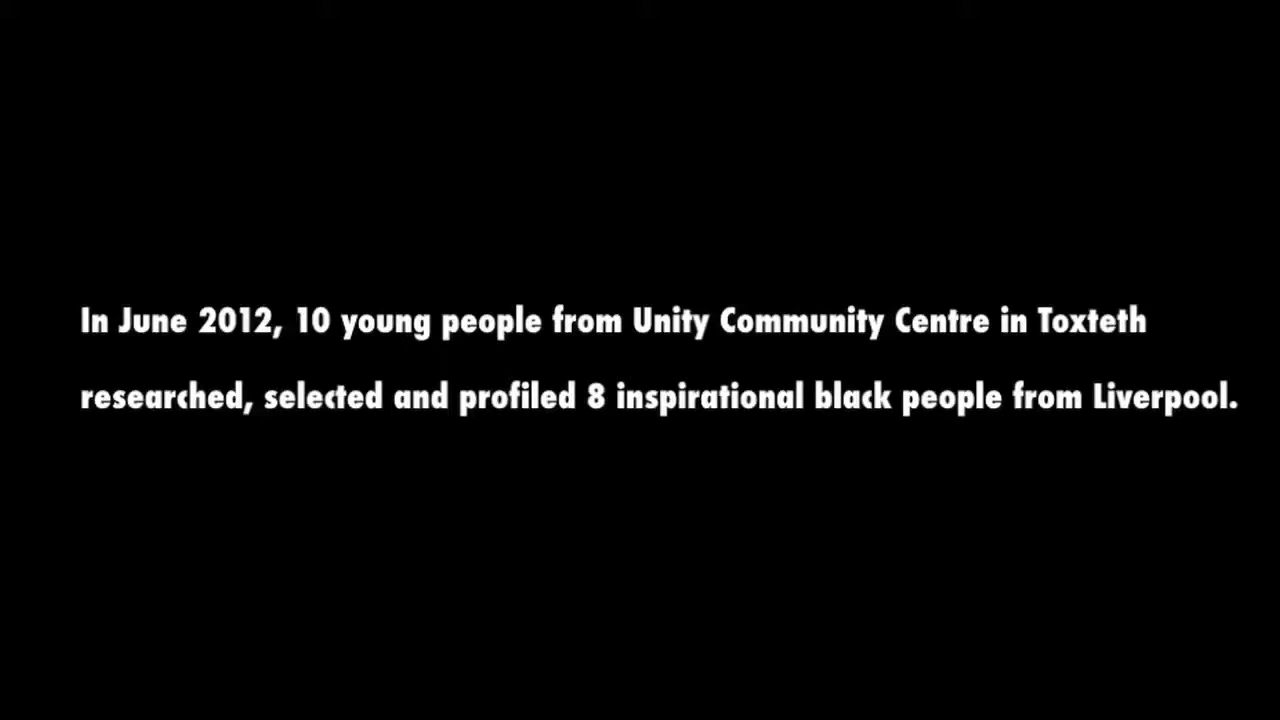 In June 2012, 10 young people from Unity Community Centre in Toxteth
researched, selected and profiled 8 inspirational black people from Liverpool.